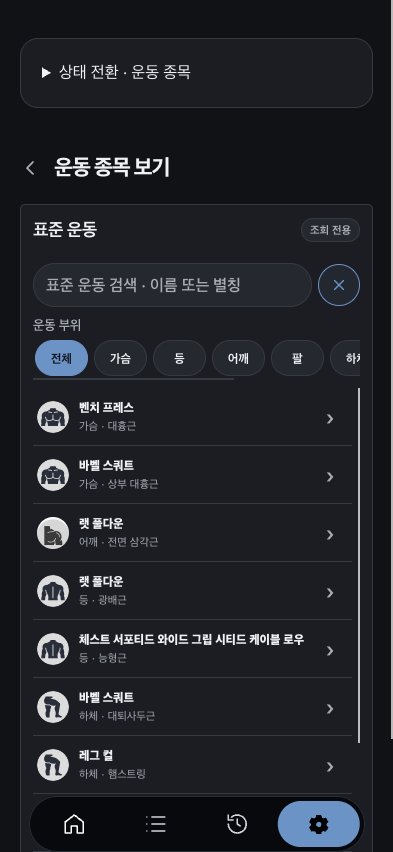 ▶ 상태 전환 · 운동 종목
운동 종목 보기
표준 운동
조회 전용
표준 운동 검색 · 이름 또는 별칭
운동 부위
전체 가슴 등 어깨 팔
벤치 프레스
가슴 · 대흉근
바벨 스쿼트
가슴 · 상부 대흉근
랫 풀다운
어깨 · 전면 삼각근
랫 풀다운
등 · 광배근
체스트 서포티드 와이드 그립 시티드 케이블 로우
등 · 능형근
바벨 스쿼트
하체 · 대퇴사두근
레그 컬
하체 · 햄스트링